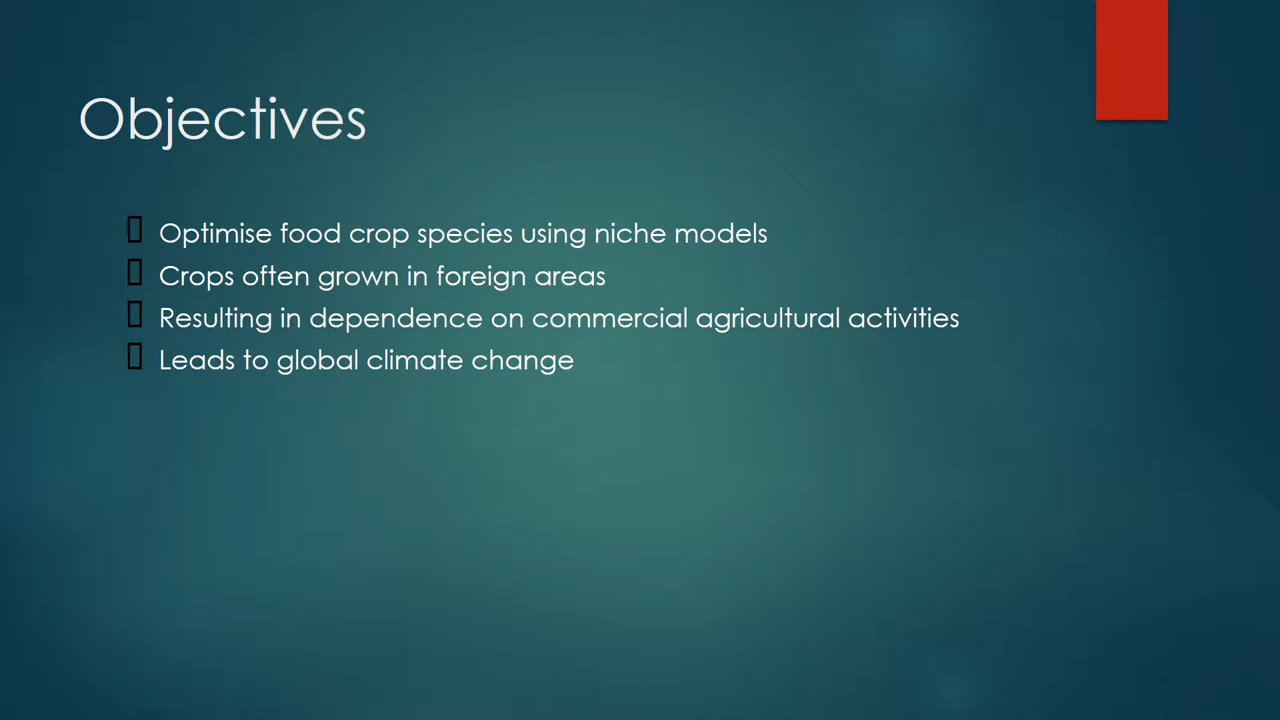 Objectives
Optimise food crop species using niche models
Crops often grown in foreign areas
Resulting in dependence on commercial agricultural activities
Leads to global climate change